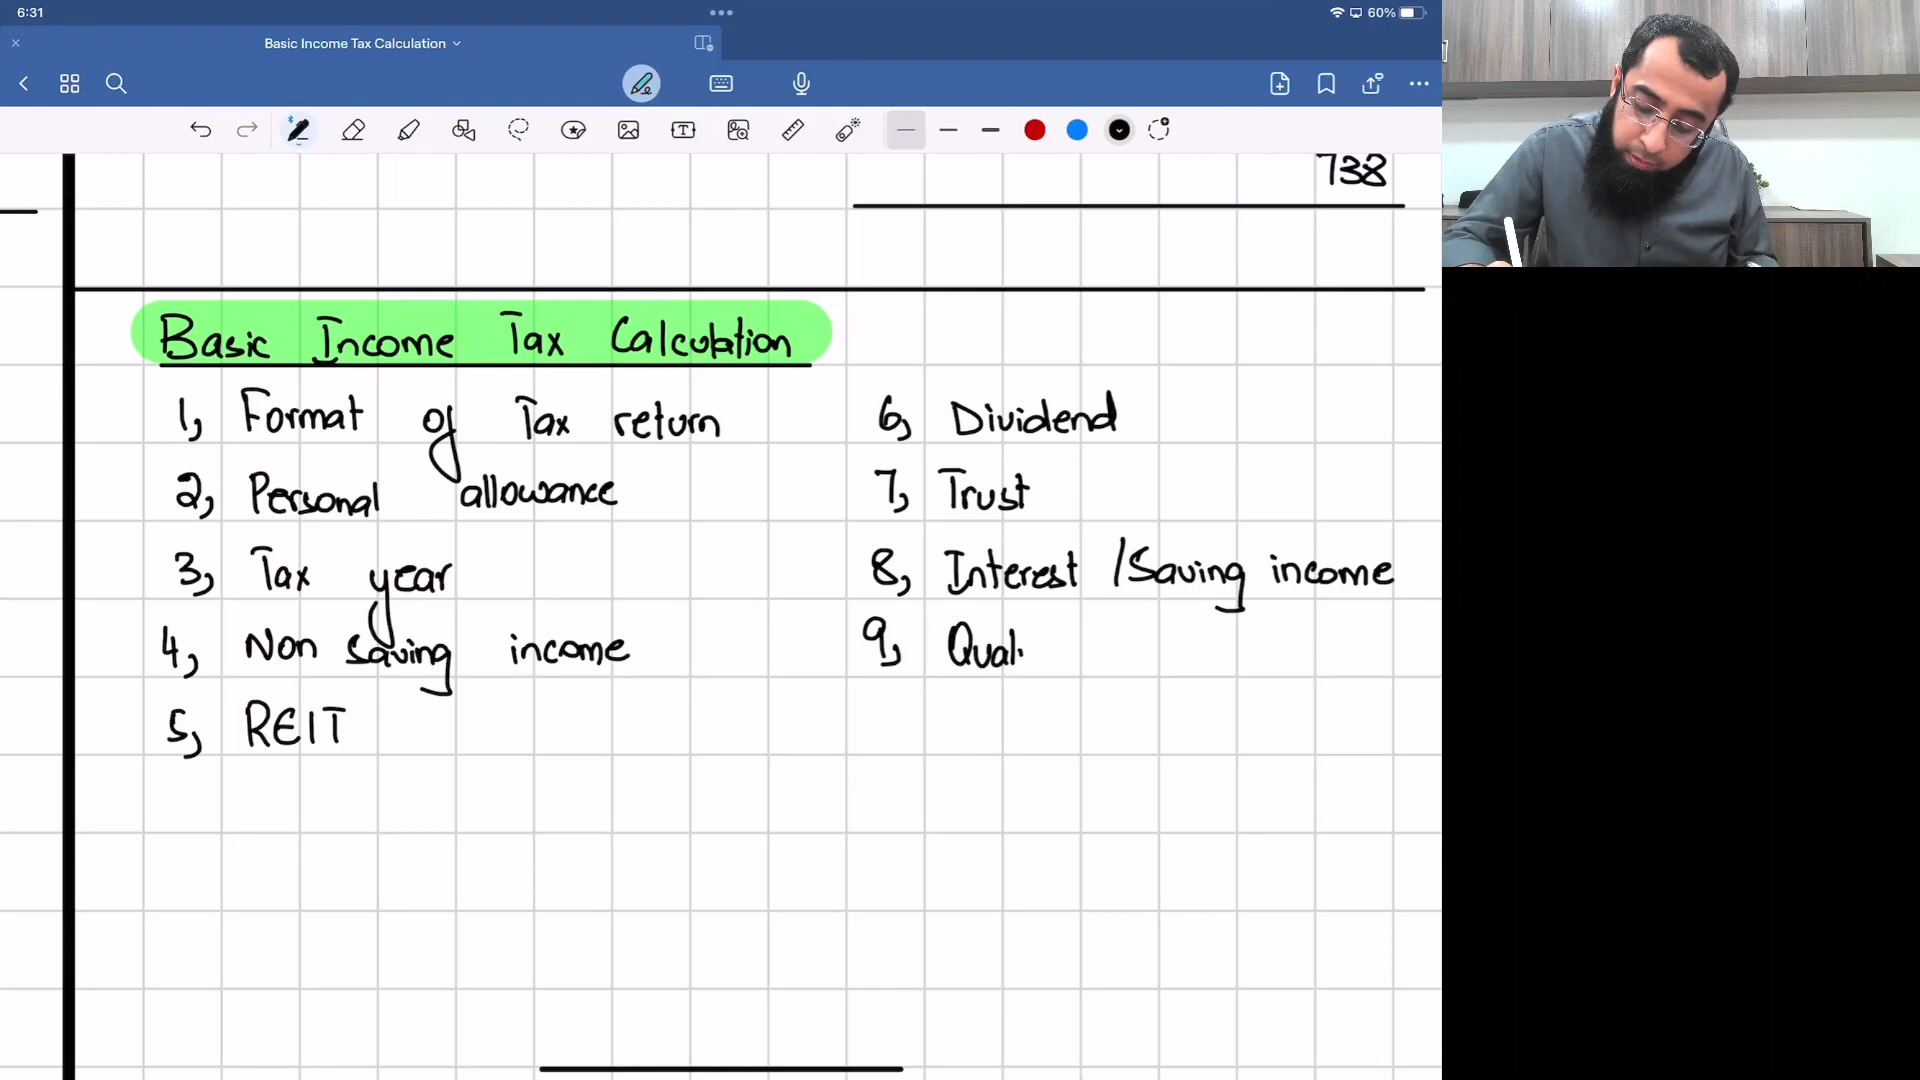 6:31
60%
Basic Income Tax Calculation
738
Basic Income Tax Calculation
1, Format of Tax return
2, Personal allowance
3, Tax year
4, Non saving income
5, REIT
6, Dividend
7, Trust
8, Interest /Saving income
9, Quali